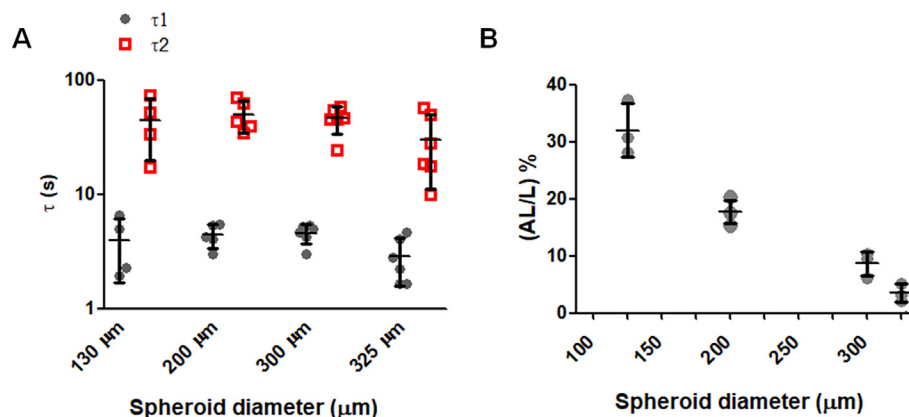 A
τ1
τ2
100
10
1
τ (s)
130 µm
200 µm
300 µm
325 µm
Spheroid diameter (µm)
B
40
30
20
10
0
(AL/L) %
100
150
200
250
300
Spheroid diameter (µm)